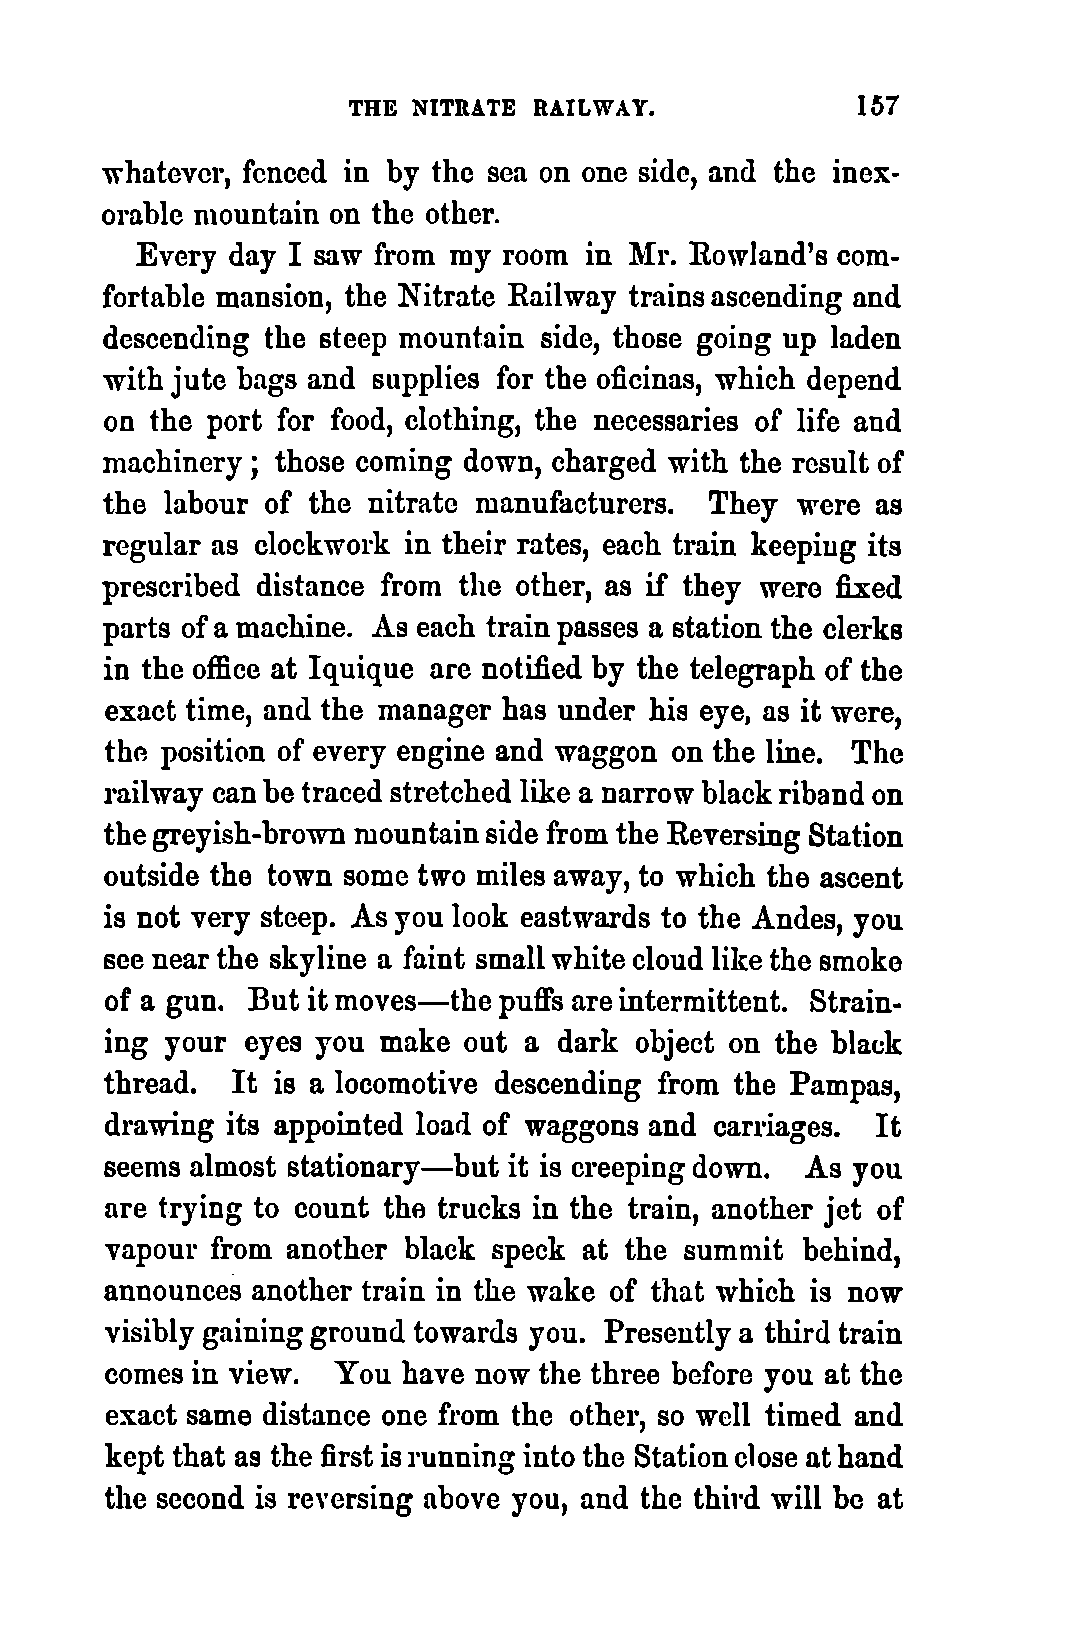 THE NITRATE RAILWAY. 157
whatever, fenced in by the sea on one side, and the inex-
orable mountain on the other.
Every day I saw from my room in Mr. Rowland's com-
fortable mansion, the Nitrate Railway trains ascending and
descending the steep mountain side, those going up laden
with jute bags and supplies for the oficinas, which depend
on the port for food, clothing, the necessaries of life and
machinery ; those coming down, charged with the result of
the labour of the nitrate manufacturers. They were as
regular as clockwork in their rates, each train keeping its
prescribed distance from the other, as if they were fixed
parts of a machine. As each train passes a station the clerks
in the office at Iquique are notified by the telegraph of the
exact time, and the manager has under his eye, as it were,
the position of every engine and waggon on the line. The
railway can be traced stretched like a narrow black riband on
the greyish-brown mountain side from the Reversing Station
outside the town some two miles away, to which the ascent
is not very steep. As you look eastwards to the Andes, you
see near the skyline a faint small white cloud like the smoke
of a gun. But it moves—the puffs are intermittent. Strain-
ing your eyes you make out a dark object on the black
thread. It is a locomotive descending from the Pampas,
drawing its appointed load of waggons and carriages. It
seems almost stationary—but it is creeping down. As you
are trying to count the trucks in the train, another jet of
vapour from another black speck at the summit behind,
announces another train in the wake of that which is now
visibly gaining ground towards you. Presently a third train
comes in view. You have now the three before you at the
exact same distance one from the other, so well timed and
kept that as the first is running into the Station close at hand
the second is reversing above you, and the third will be at